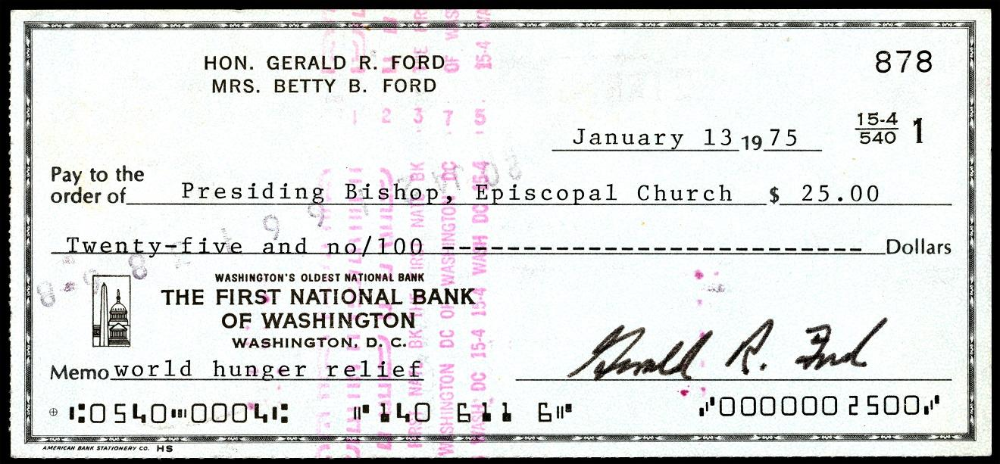 HON. GERALD R. FORD
MRS. BETTY B. FORD
878
January 13 1975
15-4
540
1
Pay to the
order of Presiding Bishop, Episcopal Church $ 25.00
Twenty-five and no/100 ------------------------------ Dollars
WASHINGTON'S OLDEST NATIONAL BANK
THE FIRST NATIONAL BANK
OF WASHINGTON
WASHINGTON, D. C.
Memo world hunger relief
Gerald R. Ford
⑆0540⑉0004⑆ ⑈140 611 6⑈ ⑇0000002500⑇
AMERICAN BANK STATIONERY CO. HS